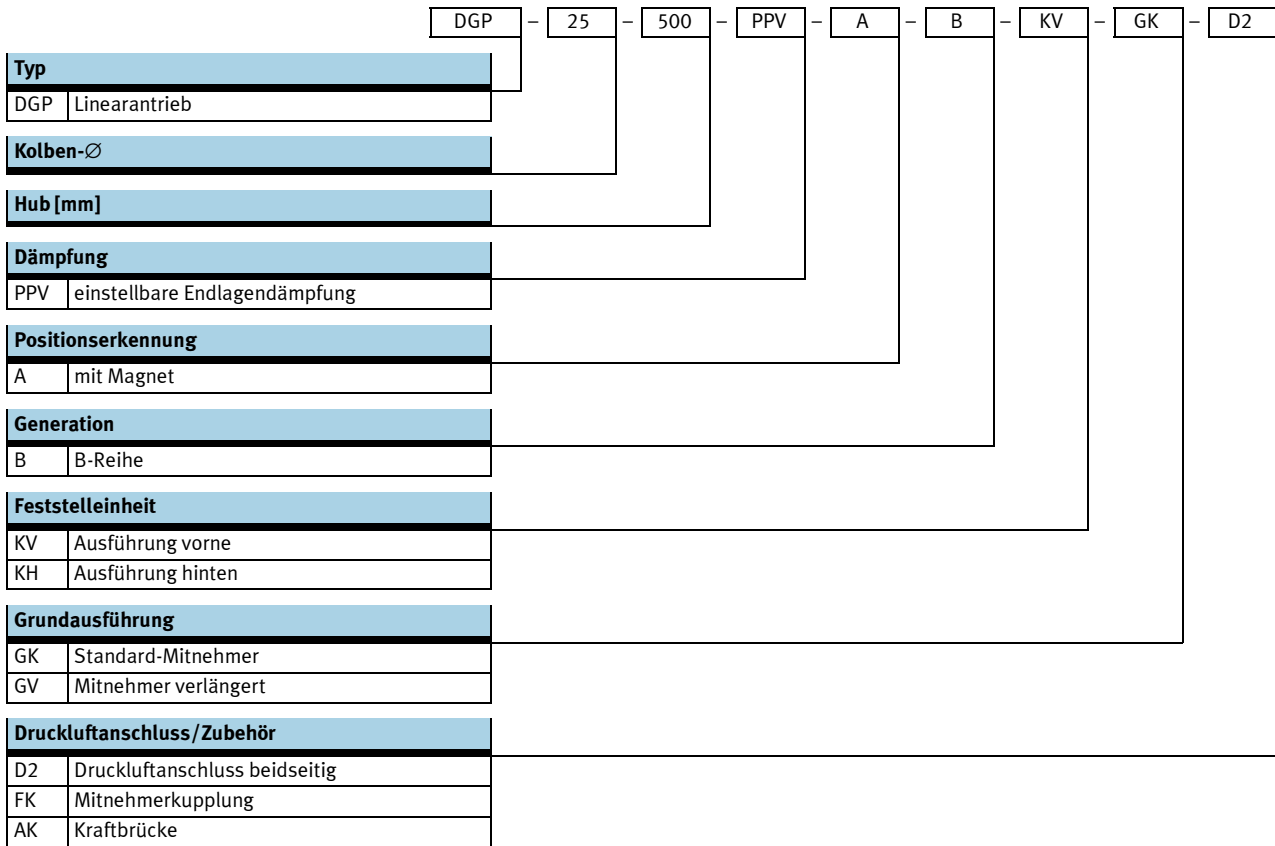 DGP – 25 – 500 – PPV – A – B – KV – GK – D2
Typ
DGP Linearantrieb
Kolben-∅
Hub [mm]
Dämpfung
PPV einstellbare Endlagendämpfung
Positionserkennung
A mit Magnet
Generation
B B-Reihe
Feststelleinheit
KV Ausführung vorne
KH Ausführung hinten
Grundausführung
GK Standard-Mitnehmer
GV Mitnehmer verlängert
Druckluftanschluss/Zubehör
D2 Druckluftanschluss beidseitig
FK Mitnehmerkupplung
AK Kraftbrücke